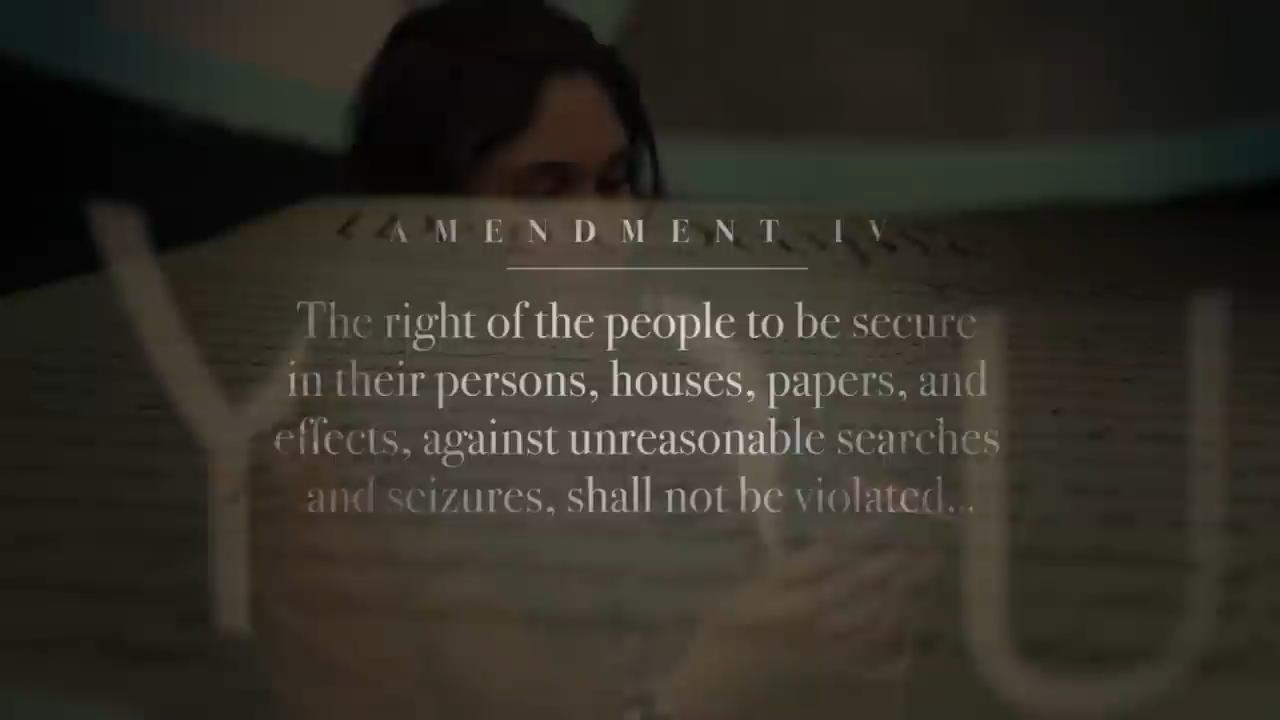 AMENDMENT IV
The right of the people to be secure
in their persons, houses, papers, and
effects, against unreasonable searches
and seizures, shall not be violated...
Y U